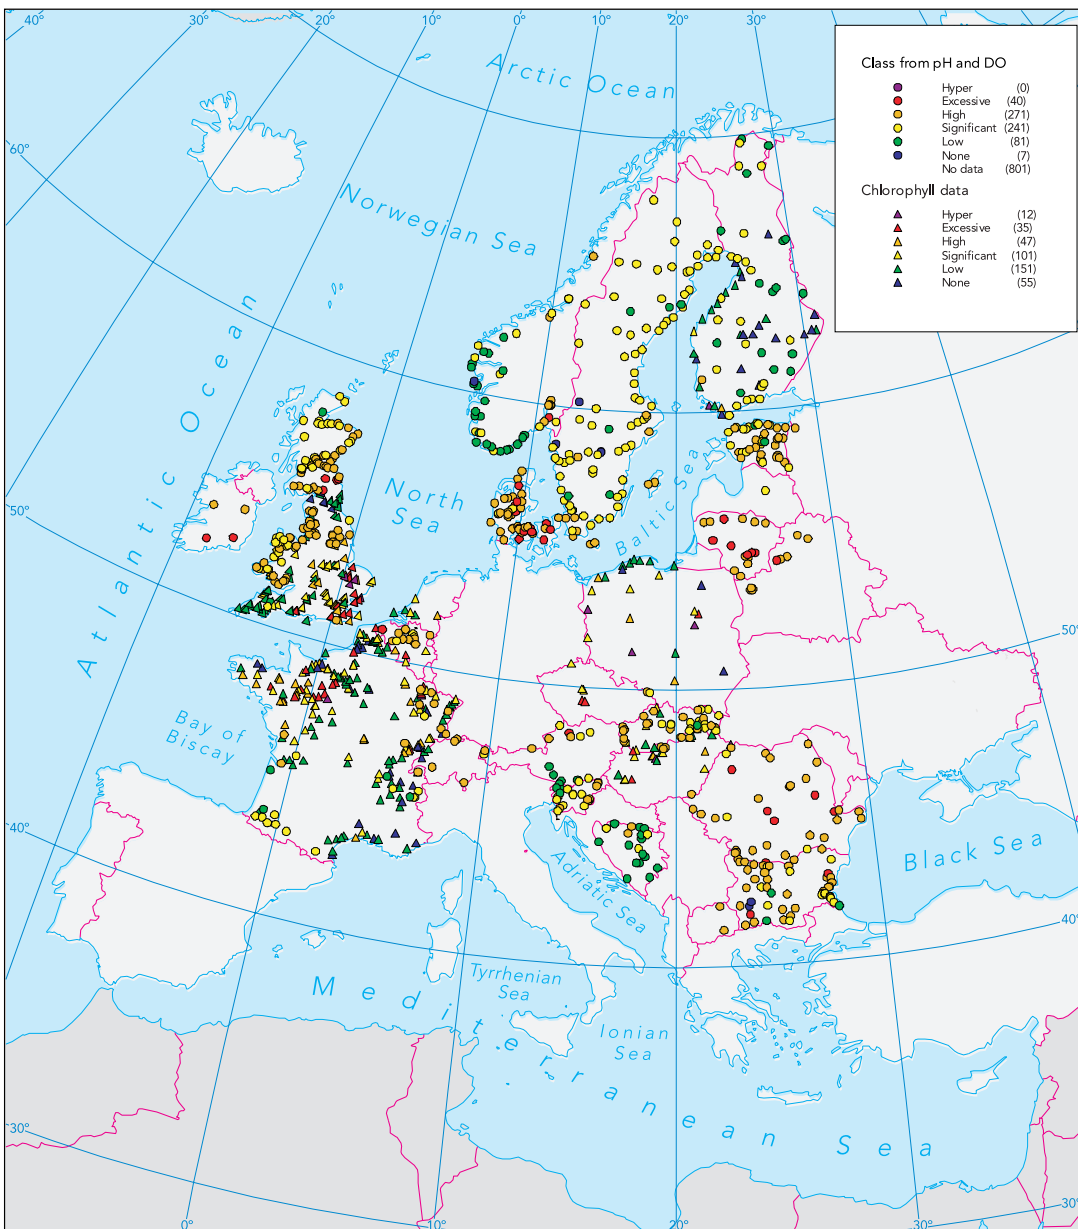 40°
30°
20°
10°
0°
10°
20°
30°
Arctic Ocean
Class from pH and DO
Hyper (0)
Excessive (40)
High (271)
Significant (241)
Low (81)
None (7)
No data (801)
Chlorophyll data
Hyper (12)
Excessive (35)
High (47)
Significant (101)
Low (151)
None (55)
60°
Norwegian Sea
Atlantic Ocean
50°
North
Sea
Baltic Sea
50°
Bay of
Biscay
40°
Black Sea
Adriatic Sea
40°
Tyrrhenian
Sea
Mediterranean Sea
Ionian
Sea
30°
30°
0°
10°
20°
30°